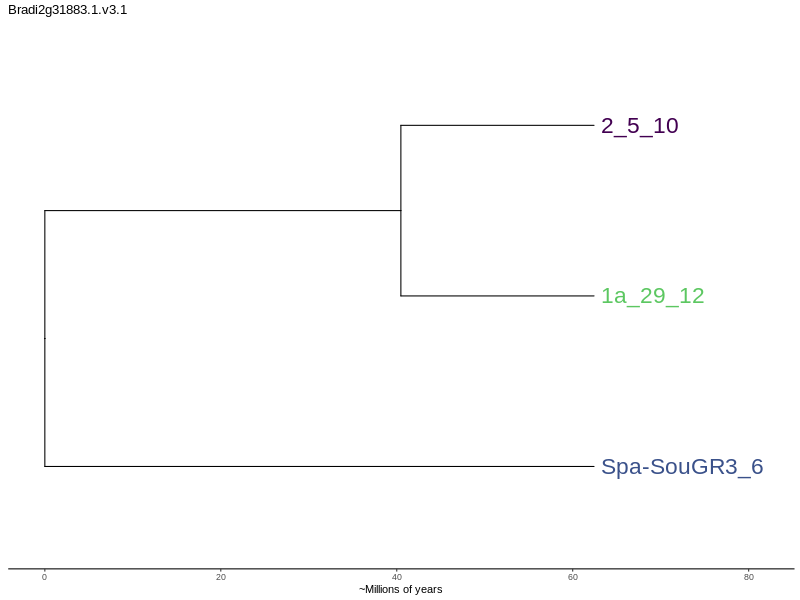 Bradi2g31883.1.v3.1
2_5_10
1a_29_12
Spa-SouGR3_6
0 20 40 60 80
~Millions of years